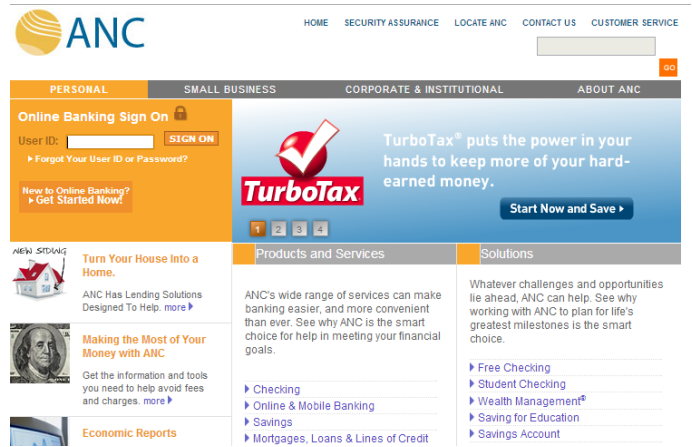 ANC
HOME SECURITY ASSURANCE LOCATE ANC CONTACT US CUSTOMER SERVICE
GO
PERSONAL SMALL BUSINESS CORPORATE & INSTITUTIONAL ABOUT ANC
Online Banking Sign On
User ID: SIGN ON
Forgot Your User ID or Password?
New to Online Banking?
Get Started Now!
TurboTax
TurboTax® puts the power in your
hands to keep more of your hard-
earned money.
Start Now and Save
1 2 3 4
NEW SIDING
Turn Your House Into a
Home.
ANC Has Lending Solutions
Designed To Help. more
Making the Most of Your
Money with ANC
Get the information and tools
you need to help avoid fees
and charges. more
Economic Reports
Products and Services
ANC's wide range of services can make
banking easier, and more convenient
than ever. See why ANC is the smart
choice for help in meeting your financial
goals.
Checking
Online & Mobile Banking
Savings
Mortgages, Loans & Lines of Credit
Solutions
Whatever challenges and opportunities
lie ahead, ANC can help. See why
working with ANC to plan for life's
greatest milestones is the smart
choice.
Free Checking
Student Checking
Wealth Management®
Saving for Education
Savings Account